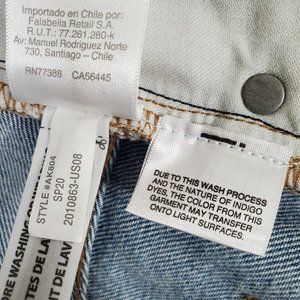 Importado en Chile por:
Falabella Retail S.A.
R.U.T.: 77.261.280-k
Av: Manuel Rodriguez Norte
730, Santiago - Chile
RN77388 CA56445
STYLE #AK804
SP20
20110863-US08
DUE TO THIS WASH PROCESS
AND THE NATURE OF INDIGO
DYES, THE COLOR FROM THIS
GARMENT MAY TRANSFER
ONTO LIGHT SURFACES.